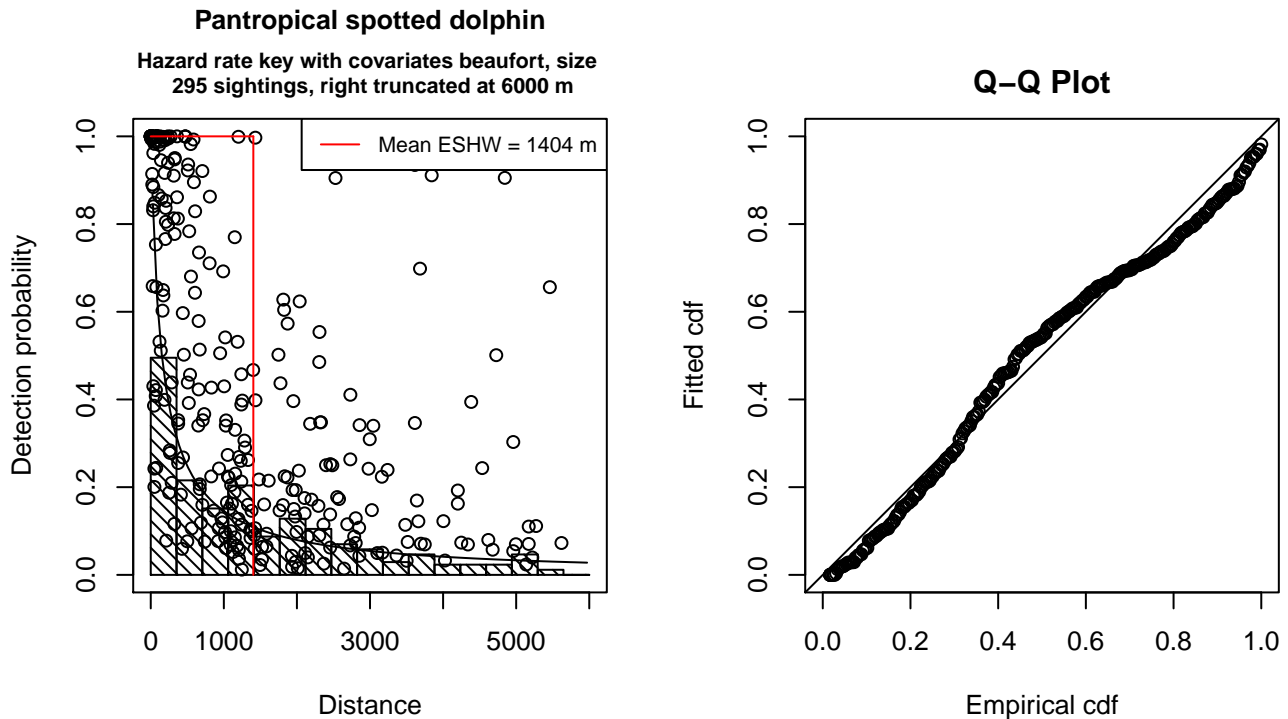 Pantropical spotted dolphin
Hazard rate key with covariates beaufort, size
295 sightings, right truncated at 6000 m
Mean ESHW = 1404 m
Detection probability
1.0
0.8
0.6
0.4
0.2
0.0
0 1000 3000 5000
Distance
Q−Q Plot
Fitted cdf
1.0
0.8
0.6
0.4
0.2
0.0
0.0 0.2 0.4 0.6 0.8 1.0
Empirical cdf